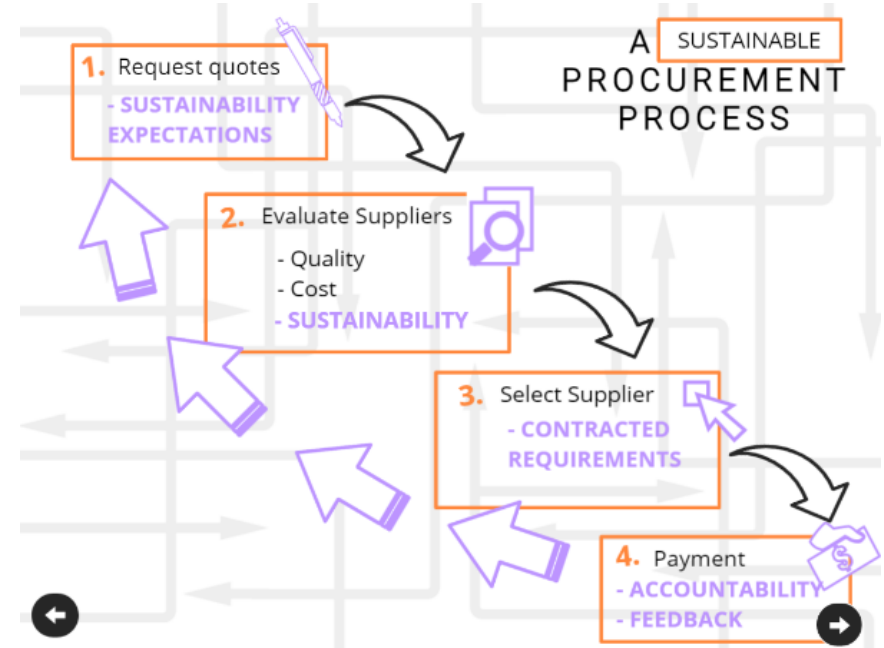 A SUSTAINABLE
PROCUREMENT
PROCESS
1. Request quotes
- SUSTAINABILITY
EXPECTATIONS
2. Evaluate Suppliers
- Quality
- Cost
- SUSTAINABILITY
3. Select Supplier
- CONTRACTED
REQUIREMENTS
$
4. Payment
- ACCOUNTABILITY
- FEEDBACK